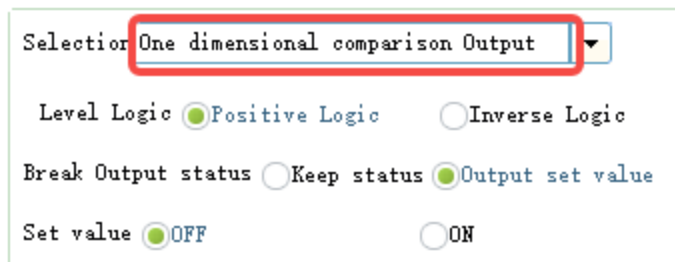 Selection One dimensional comparison Output
Level Logic Positive Logic Inverse Logic
Break Output status Keep status Output set value
Set value OFF ON